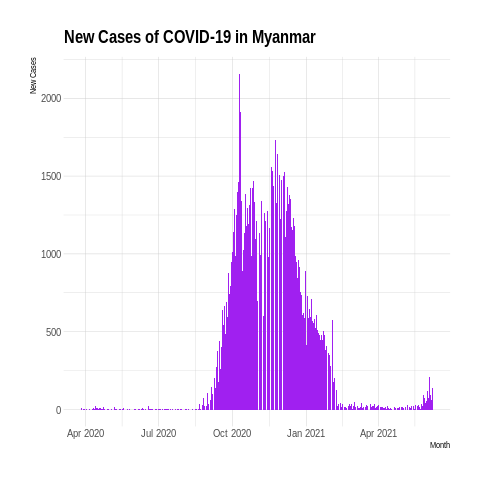 New Cases of COVID-19 in Myanmar
New Cases
2000
1500
1000
500
0
Apr 2020 Jul 2020 Oct 2020 Jan 2021 Apr 2021
Month